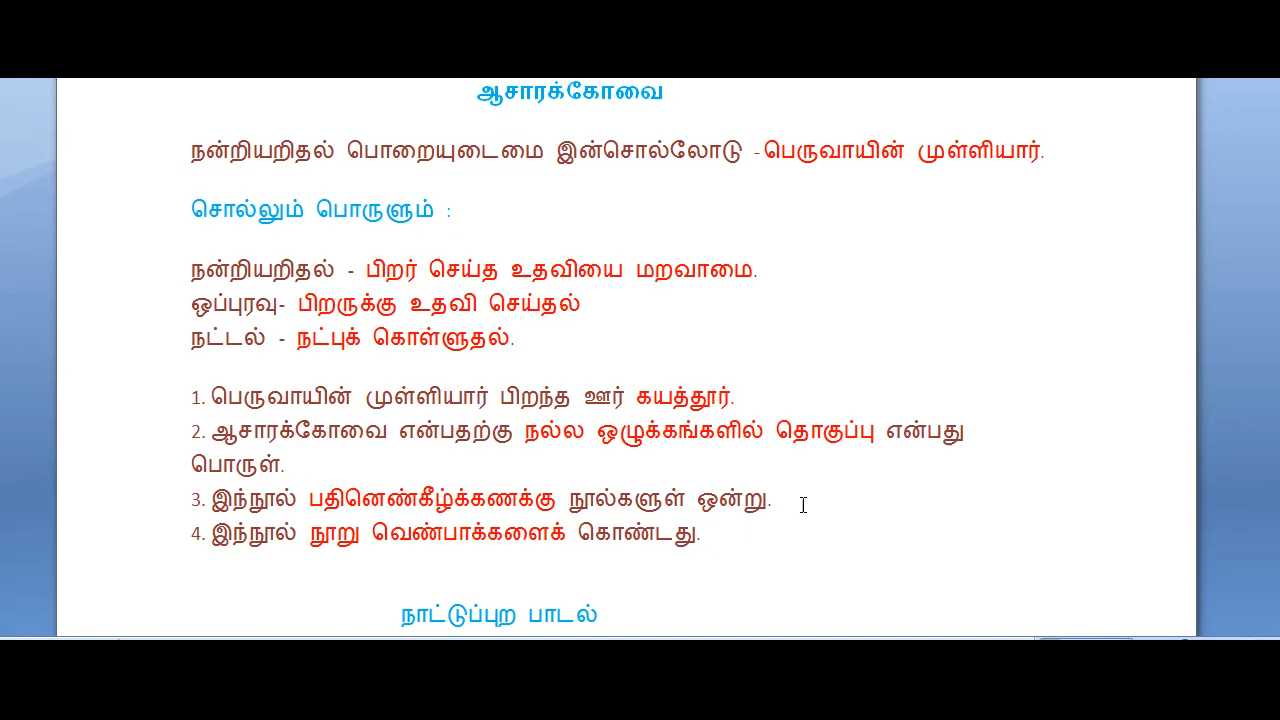 ஆசாரக்கோவை
நன்றியறிதல் பொறையுடைமை இன்சொல்லோடு - பெருவாயின் முள்ளியார்.
சொல்லும் பொருளும் :
நன்றியறிதல் - பிறர் செய்த உதவியை மறவாமை.
ஒப்புரவு- பிறருக்கு உதவி செய்தல்
நட்டல் - நட்புக் கொள்ளுதல்.
1. பெருவாயின் முள்ளியார் பிறந்த ஊர் கயத்தூர்.
2. ஆசாரக்கோவை என்பதற்கு நல்ல ஒழுக்கங்களில் தொகுப்பு என்பது
பொருள்.
3. இந்நூல் பதினெண்கீழ்க்கணக்கு நூல்களுள் ஒன்று.
4. இந்நூல் நூறு வெண்பாக்களைக் கொண்டது.
நாட்டுப்புற பாடல்